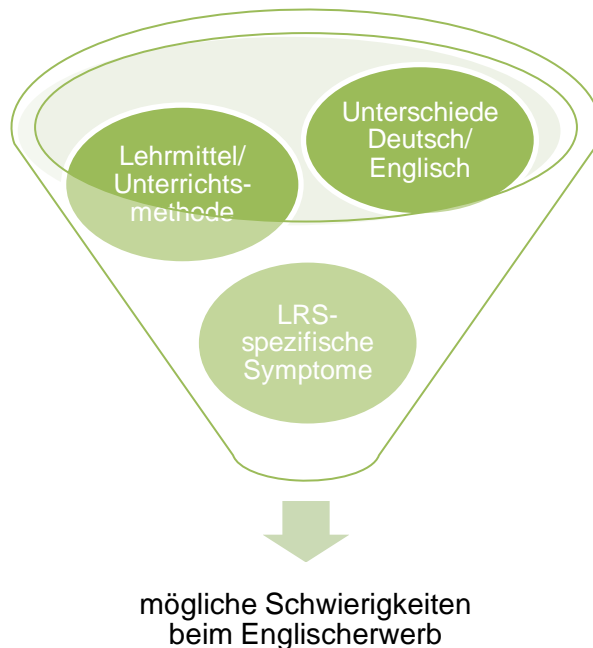 Unterschiede
Deutsch/
Englisch
Lehrmittel/
Unterrichts-
methode
LRS-
spezifische
Symptome
mögliche Schwierigkeiten
beim Englischerwerb